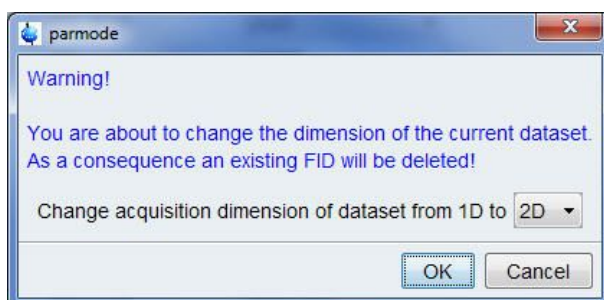 parmode
Warning!
You are about to change the dimension of the current dataset.
As a consequence an existing FID will be deleted!
Change acquisition dimension of dataset from 1D to 2D
OK Cancel